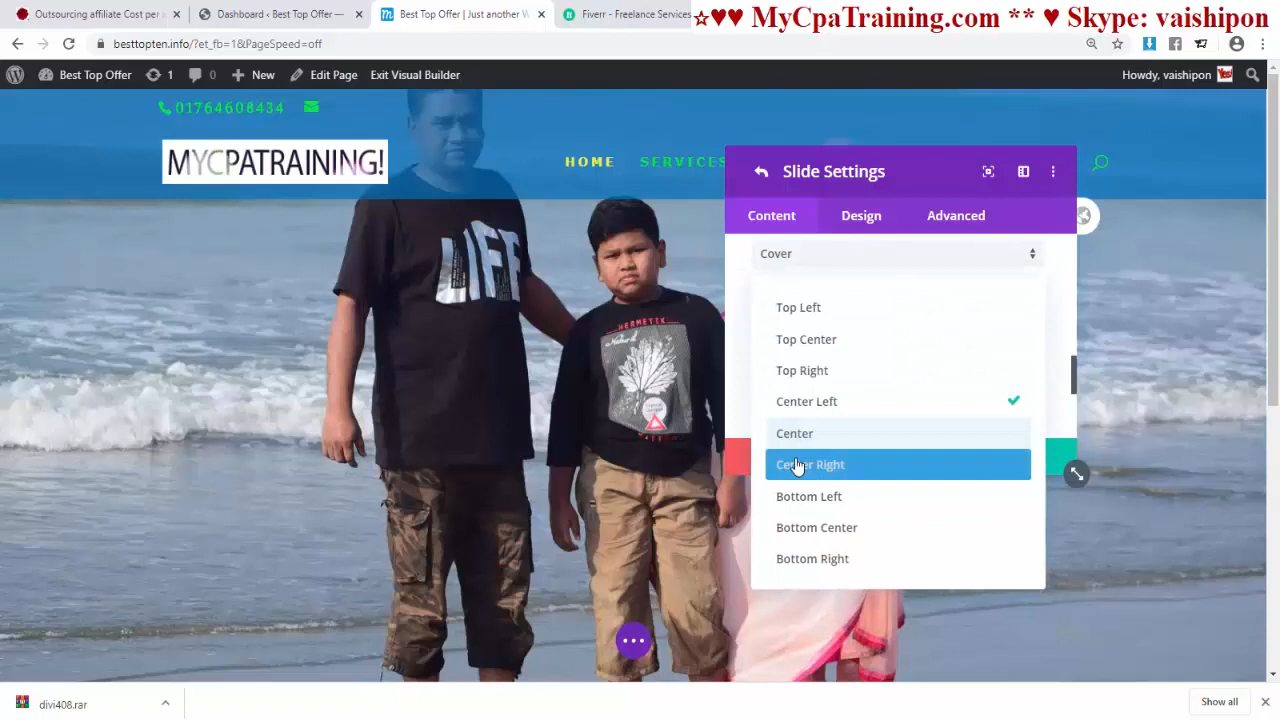 Outsourcing affiliate Cost per a
Dashboard ‹ Best Top Offer —
Best Top Offer | Just another W
Fiverr - Freelance Services
☆♥♥ MyCpaTraining.com ** ♥ Skype: vaishipon
besttopten.info/?et_fb=1&PageSpeed=off
Best Top Offer
1
0
New
Edit Page
Exit Visual Builder
Howdy, vaishipon
01764608434
MYCPATRAINING!
HOME
SERVICES
Slide Settings
Content
Design
Advanced
Cover
Top Left
Top Center
Top Right
Center Left
Center
Center Right
Bottom Left
Bottom Center
Bottom Right
LIFE
HERMETTK
divi408.rar
Show all